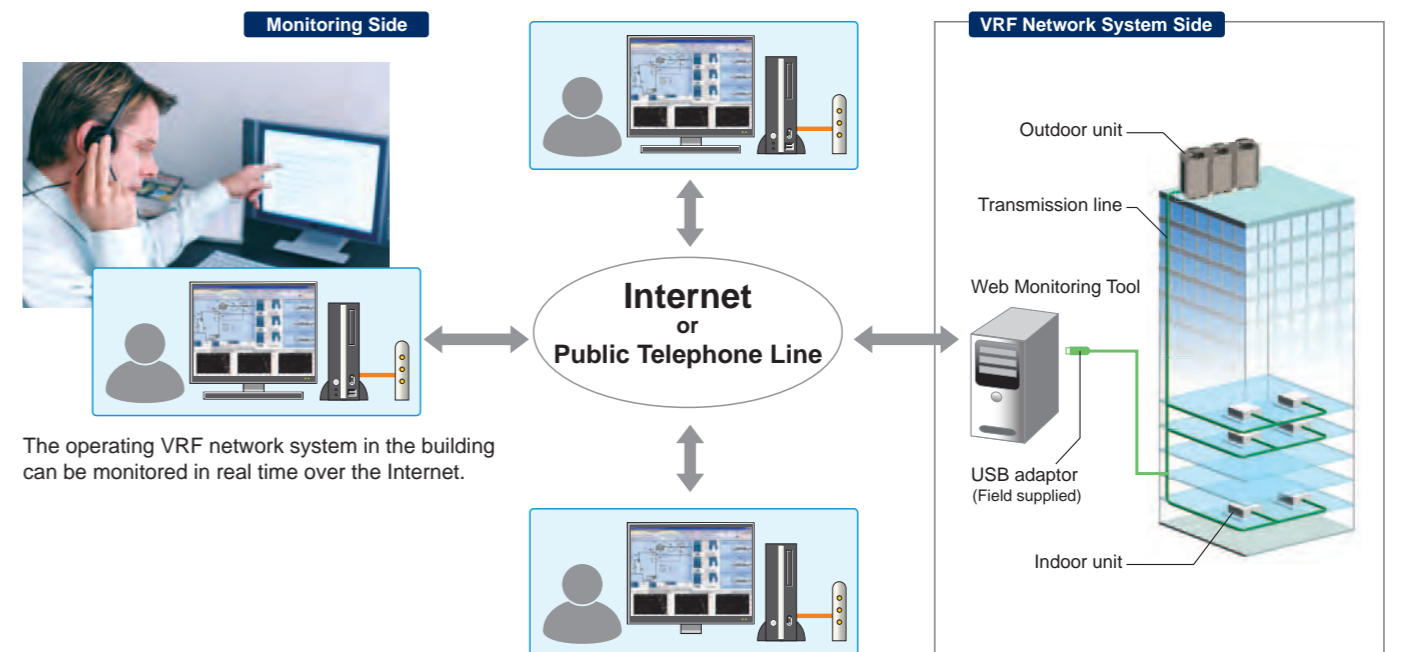 Monitoring Side
VRF Network System Side
Outdoor unit
Transmission line
Web Monitoring Tool
Internet
or
Public Telephone Line
The operating VRF network system in the building
can be monitored in real time over the Internet.
USB adaptor
(Field supplied)
Indoor unit